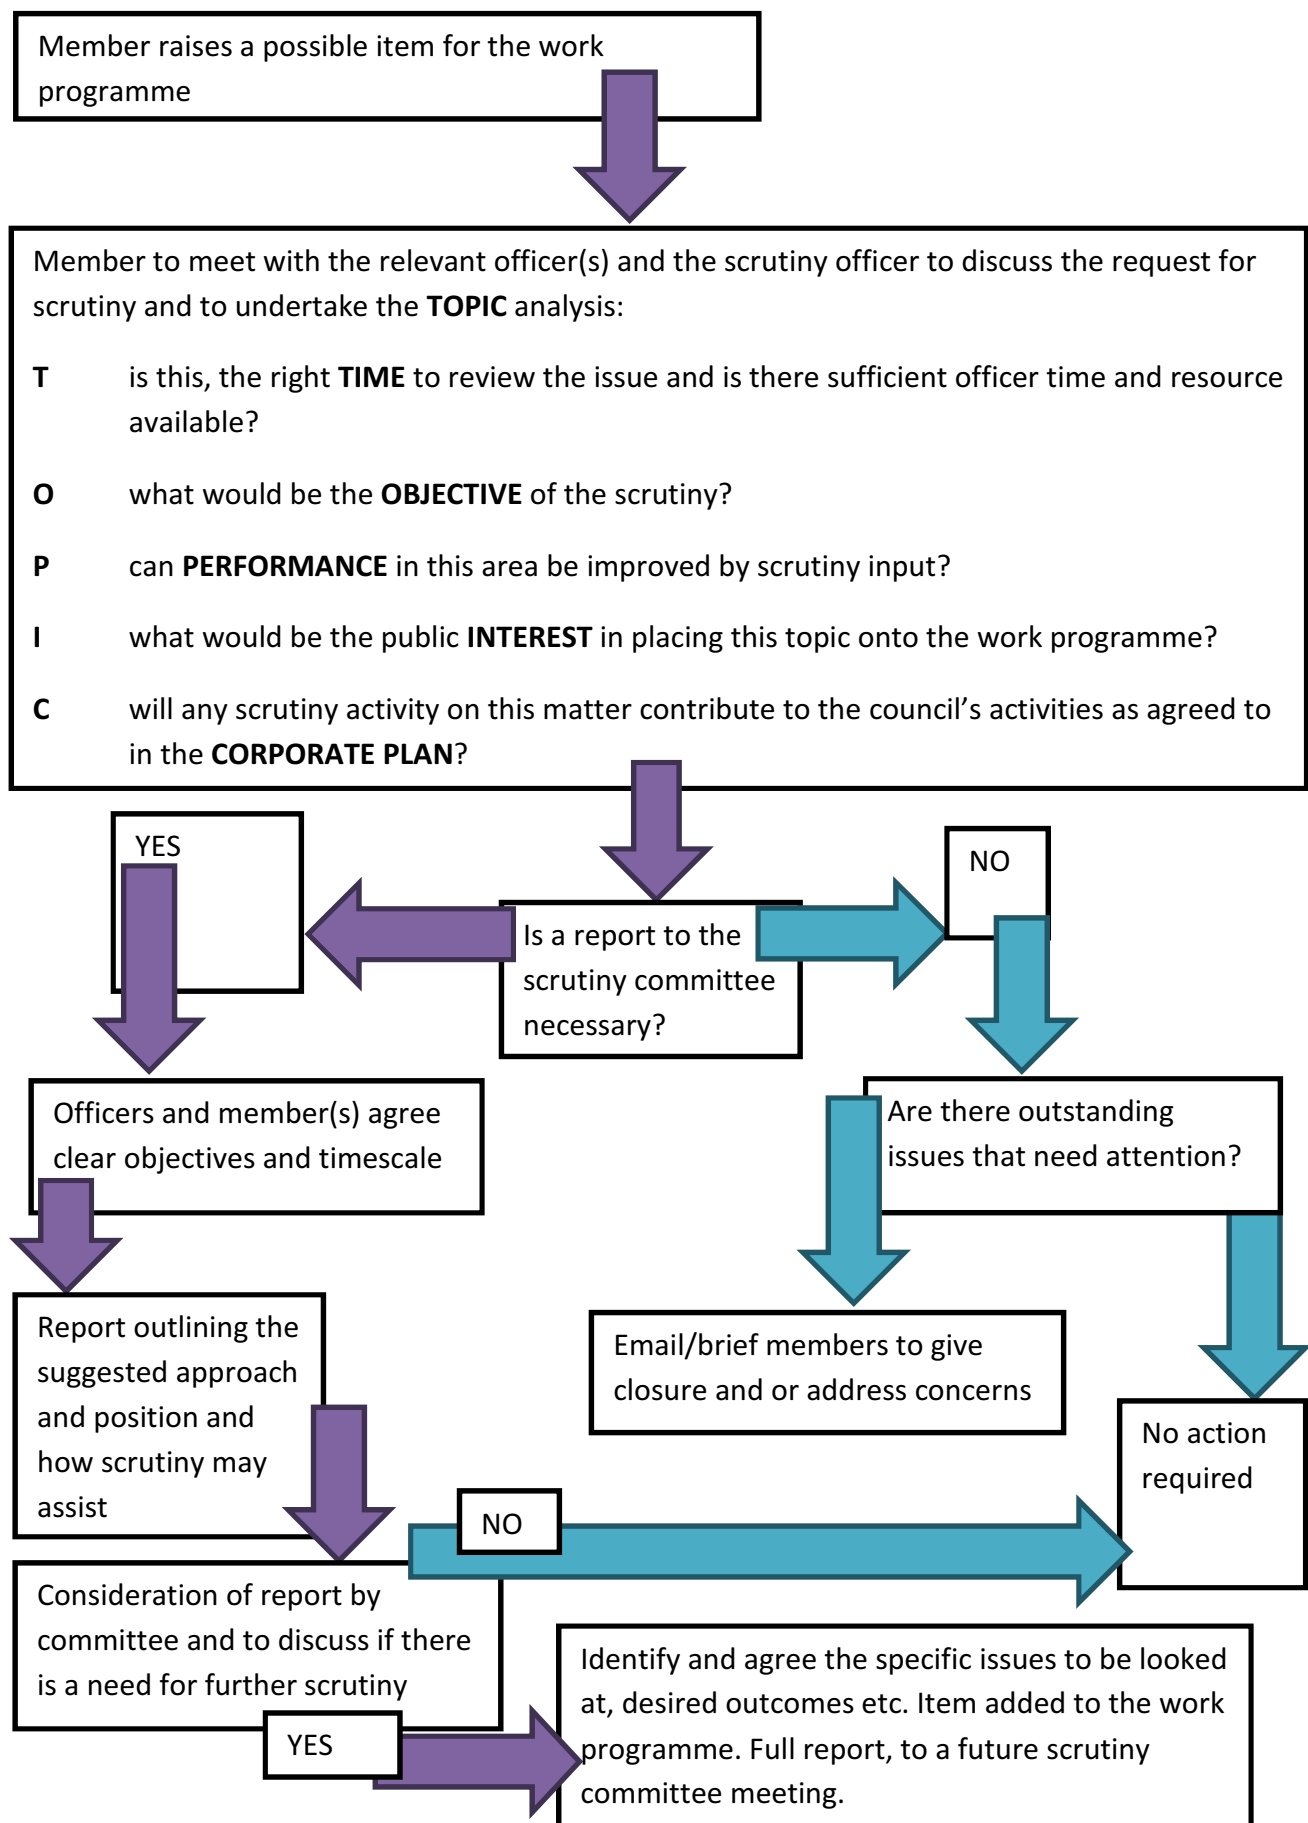 Member raises a possible item for the work
programme
Member to meet with the relevant officer(s) and the scrutiny officer to discuss the request for
scrutiny and to undertake the TOPIC analysis:
T is this, the right TIME to review the issue and is there sufficient officer time and resource
available?
O what would be the OBJECTIVE of the scrutiny?
P can PERFORMANCE in this area be improved by scrutiny input?
I what would be the public INTEREST in placing this topic onto the work programme?
C will any scrutiny activity on this matter contribute to the council’s activities as agreed to
in the CORPORATE PLAN?
YES
NO
Is a report to the
scrutiny committee
necessary?
Officers and member(s) agree
clear objectives and timescale
Are there outstanding
issues that need attention?
Report outlining the
suggested approach
and position and
how scrutiny may
assist
Email/brief members to give
closure and or address concerns
No action
required
NO
Consideration of report by
committee and to discuss if there
is a need for further scrutiny
YES
Identify and agree the specific issues to be looked
at, desired outcomes etc. Item added to the work
programme. Full report, to a future scrutiny
committee meeting.